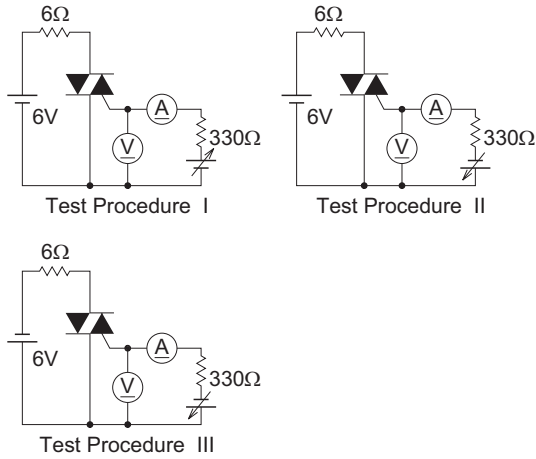 6Ω
6V
A
V
330Ω
Test Procedure I
6Ω
6V
A
V
330Ω
Test Procedure II
6Ω
6V
A
V
330Ω
Test Procedure III